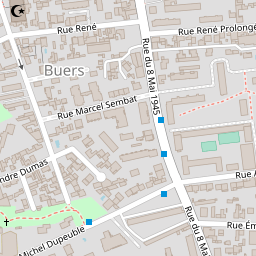 Rue René
Rue René Prolongé
Rue du 8 Mai 1945
Buers
Rue Marcel Sembat
ndre Dumas
Rue A
Rue Ém
Michel Dupeuble
Rue du 8 Ma